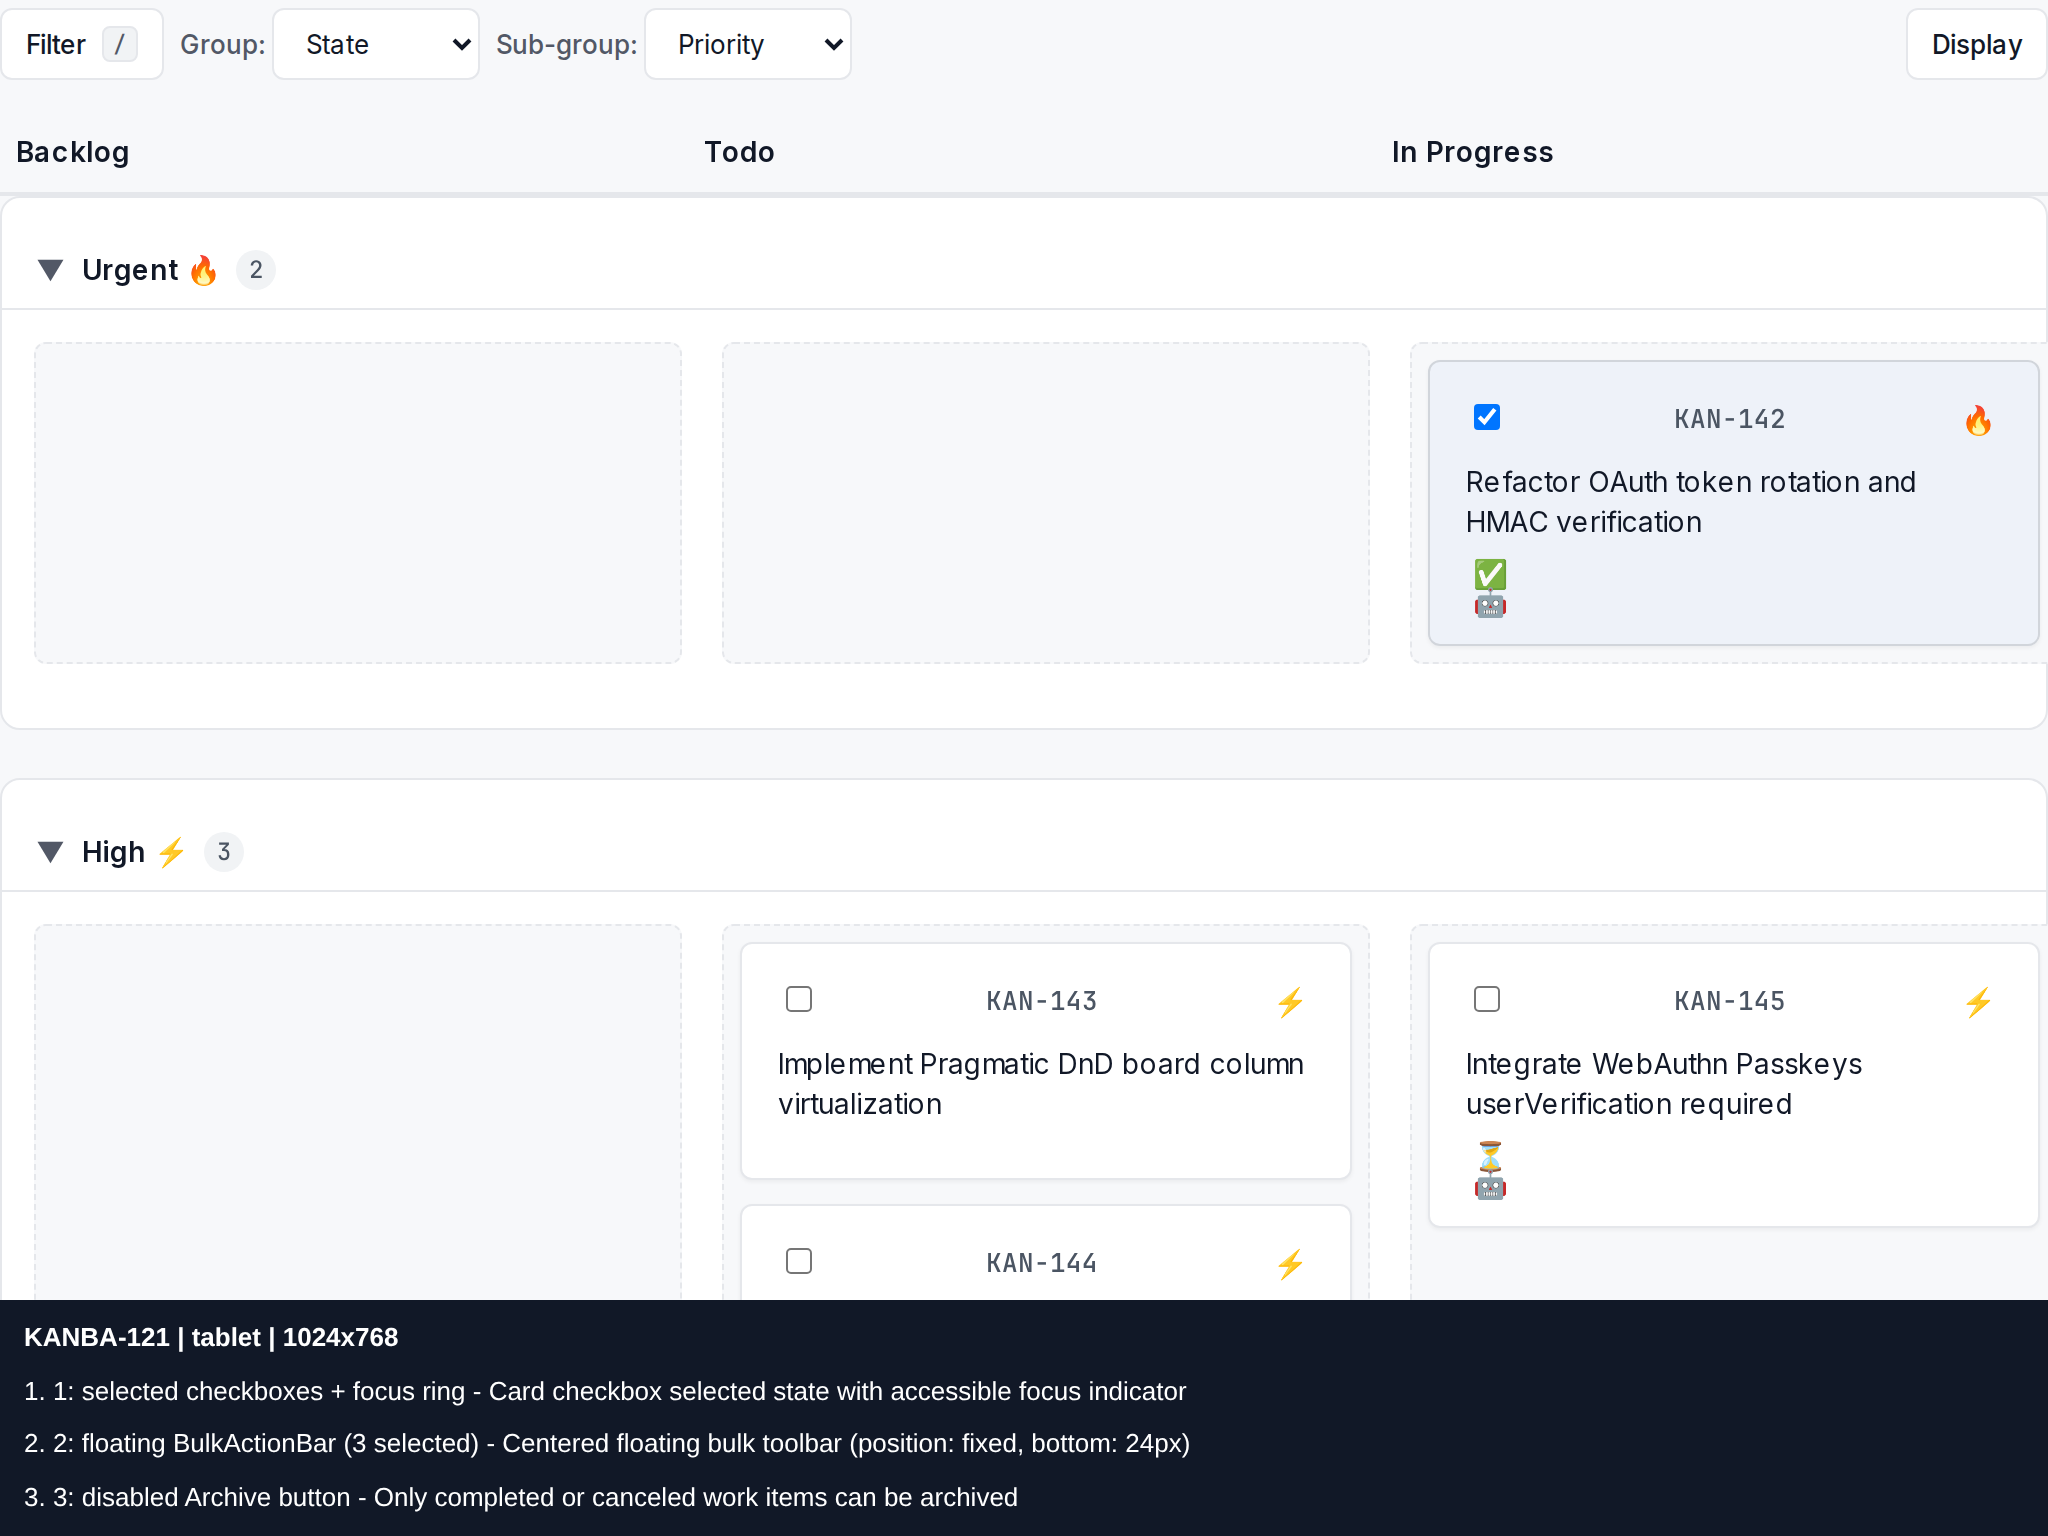 Filter / Group: State Sub-group: Priority Display
Backlog Todo In Progress
Urgent 🔥 2
KAN-142 🔥
Refactor OAuth token rotation and
HMAC verification
High ⚡ 3
KAN-143 ⚡
Implement Pragmatic DnD board column
virtualization
KAN-144 ⚡
KAN-145 ⚡
Integrate WebAuthn Passkeys
userVerification required
KANBA-121 | tablet | 1024x768
1. 1: selected checkboxes + focus ring - Card checkbox selected state with accessible focus indicator
2. 2: floating BulkActionBar (3 selected) - Centered floating bulk toolbar (position: fixed, bottom: 24px)
3. 3: disabled Archive button - Only completed or canceled work items can be archived